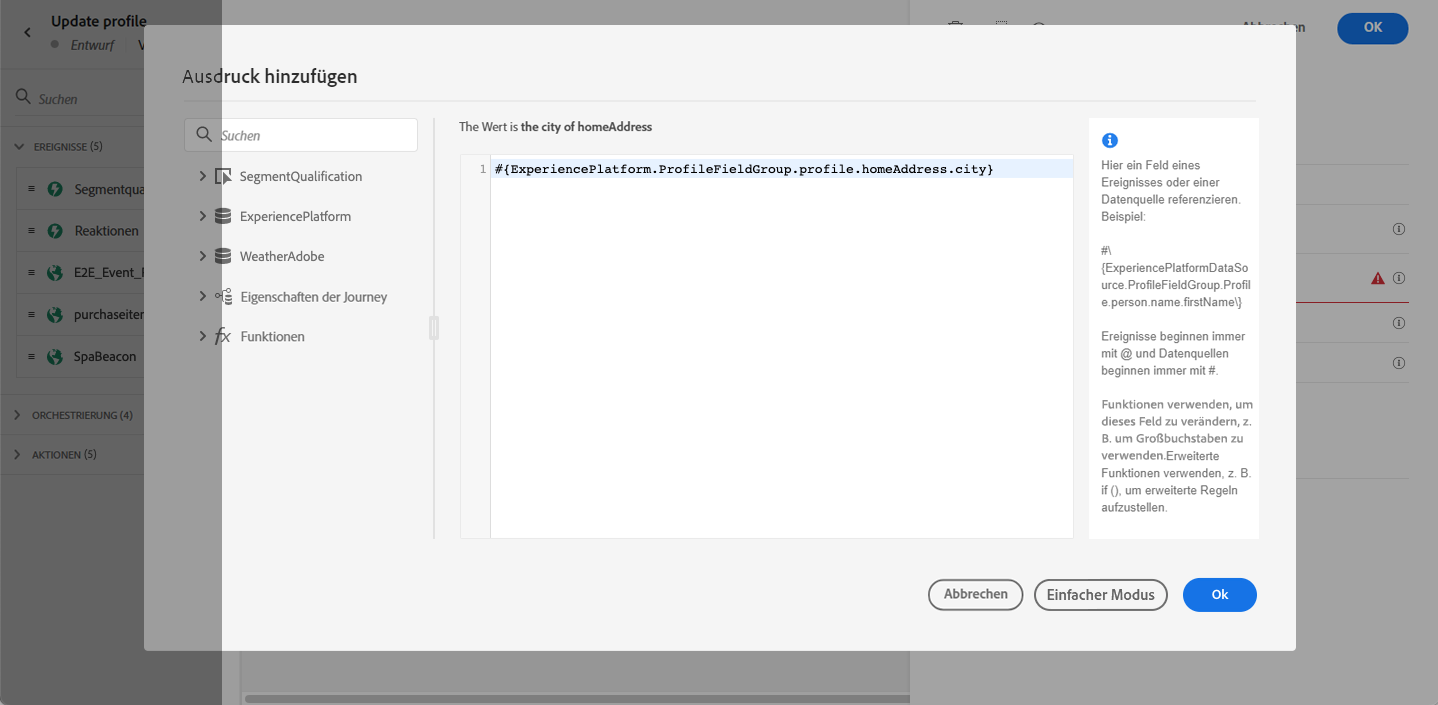 Update profile
Entwurf
Abbrechen
OK
Suchen
EREIGNISSE (5)
Segmentqua
Reaktionen
E2E_Event_
purchaseiter
SpaBeacon
ORCHESTRIERUNG (4)
AKTIONEN (5)
Ausdruck hinzufügen
Suchen
SegmentQualification
ExperiencePlatform
WeatherAdobe
Eigenschaften der Journey
fx Funktionen
The Wert is the city of homeAddress
1 #{ExperiencePlatform.ProfileFieldGroup.profile.homeAddress.city}
Hier ein Feld eines
Ereignisses oder einer
Datenquelle referenzieren.
Beispiel:
#\
{ExperiencePlatformDataSo
urce.ProfileFieldGroup.Profil
e.person.name.firstName\}
Ereignisse beginnen immer
mit @ und Datenquellen
beginnen immer mit #.
Funktionen verwenden, um
dieses Feld zu verändern, z.
B. um Großbuchstaben zu
verwenden.Erweiterte
Funktionen verwenden, z. B.
if (), um erweiterte Regeln
aufzustellen.
Abbrechen
Einfacher Modus
Ok